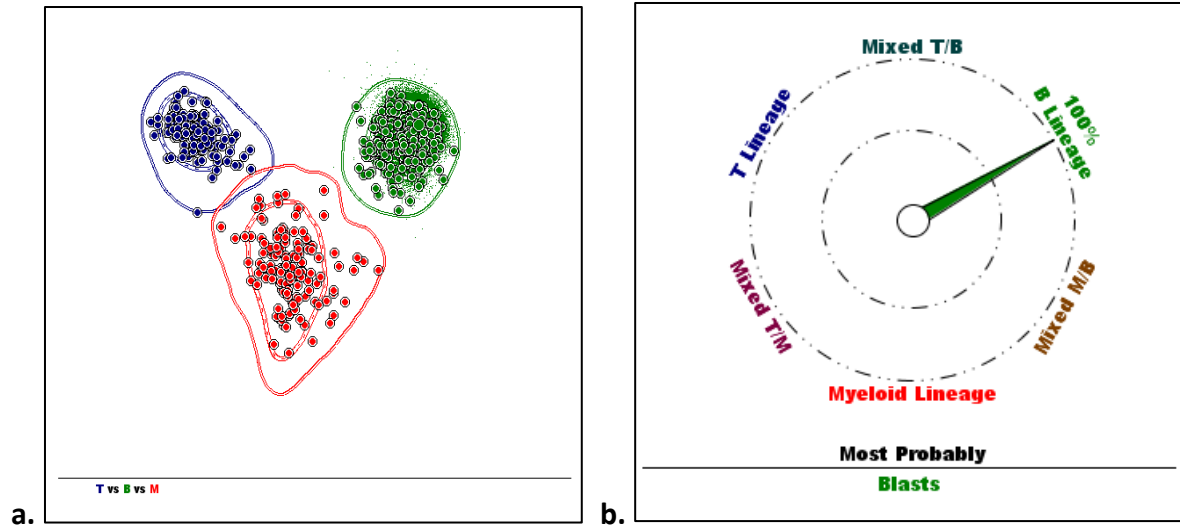 a.
T vs B vs M
b.
Mixed T/B
T Lineage
100%
B Lineage
Mixed T/M
Mixed M/B
Myeloid Lineage
Most Probably
Blasts